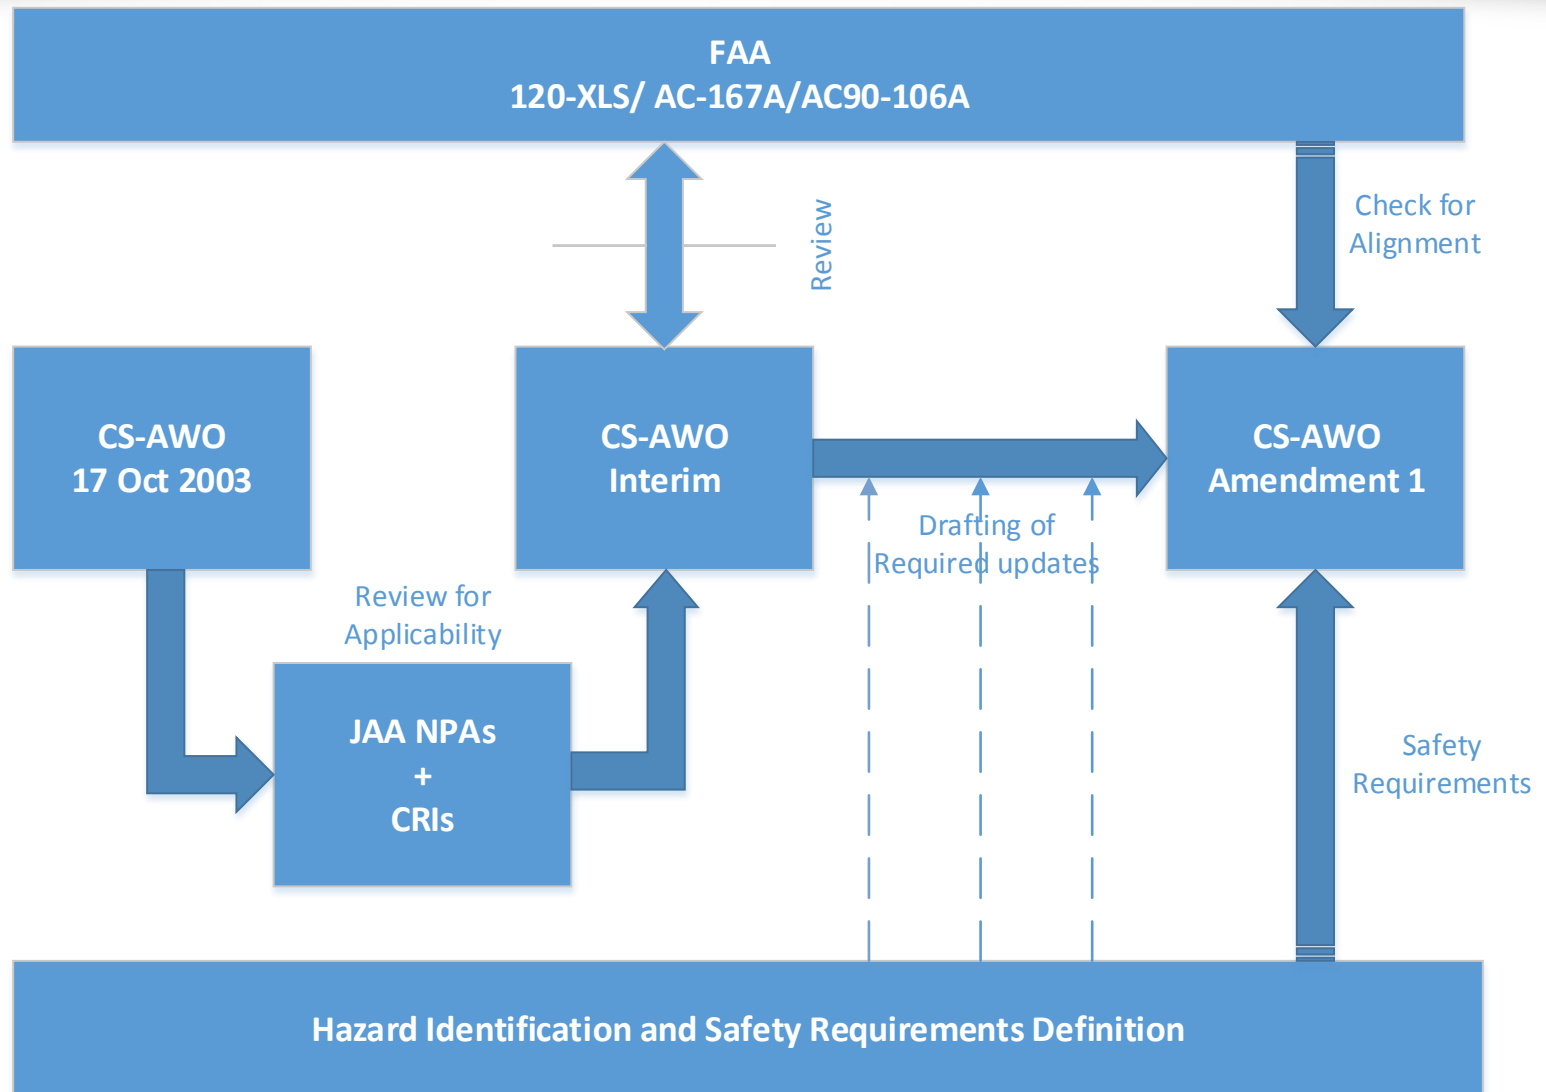 FAA
120-XLS/ AC-167A/AC90-106A
Review
Check for
Alignment
CS-AWO
17 Oct 2003
CS-AWO
Interim
CS-AWO
Amendment 1
Drafting of
Required updates
Review for
Applicability
JAA NPAs
+
CRIs
Safety
Requirements
Hazard Identification and Safety Requirements Definition